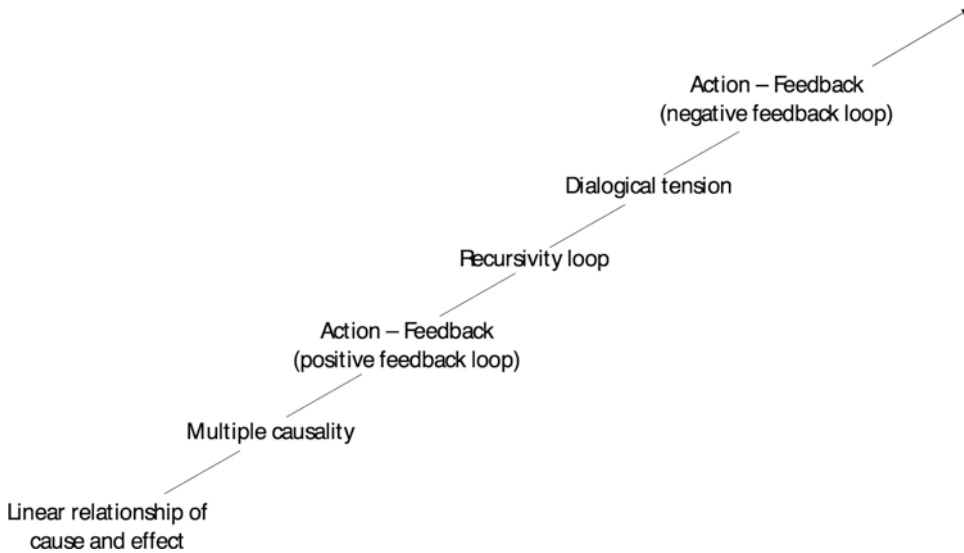 Action – Feedback
(negative feedback loop)
Dialogical tension
Recursivity loop
Action – Feedback
(positive feedback loop)
Multiple causality
Linear relationship of
cause and effect